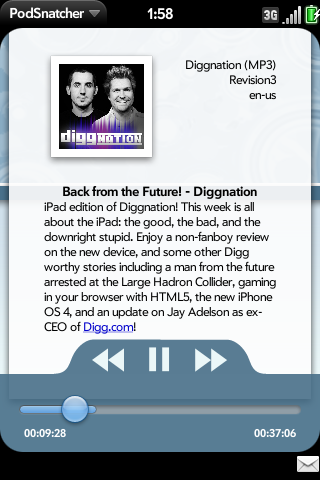 PodSnatcher
1:58
3G
Diggnation (MP3)
Revision3
en-us
diggnation
Back from the Future! - Diggnation
iPad edition of Diggnation! This week is all
about the iPad: the good, the bad, and the
downright stupid. Enjoy a non-fanboy review
on the new device, and some other Digg
worthy stories including a man from the future
arrested at the Large Hadron Collider, gaming
in your browser with HTML5, the new iPhone
OS 4, and an update on Jay Adelson as ex-
CEO of Digg.com!
00:09:28
00:37:06